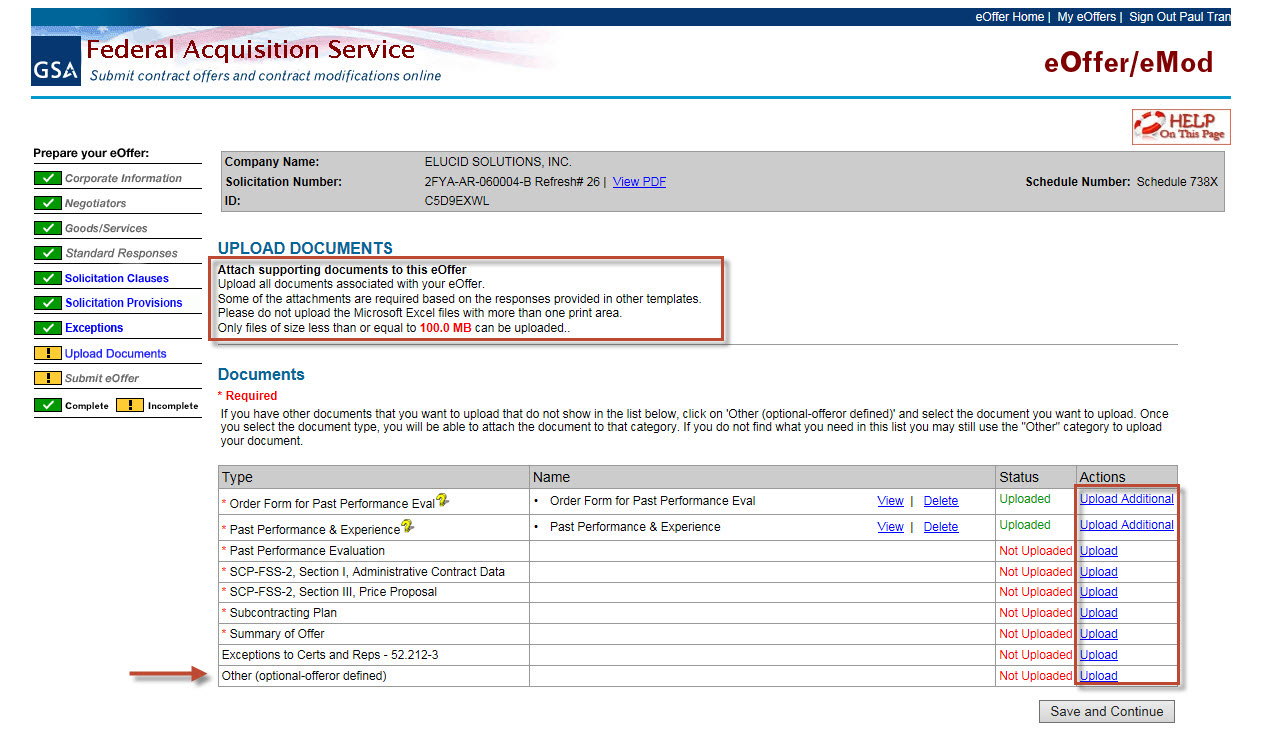 eOffer Home | My eOffers | Sign Out Paul Tran
GSA
Federal Acquisition Service
Submit contract offers and contract modifications online
eOffer/eMod
HELP
On This Page
Prepare your eOffer:
Corporate Information
Negotiators
Goods/Services
Standard Responses
Solicitation Clauses
Solicitation Provisions
Exceptions
! Upload Documents
! Submit eOffer
Complete ! Incomplete
Company Name: ELUCID SOLUTIONS, INC.
Solicitation Number: 2FYA-AR-060004-B Refresh# 26 | View PDF Schedule Number: Schedule 738X
ID: C5D9EXWL
UPLOAD DOCUMENTS
Attach supporting documents to this eOffer
Upload all documents associated with your eOffer.
Some of the attachments are required based on the responses provided in other templates.
Please do not upload the Microsoft Excel files with more than one print area.
Only files of size less than or equal to 100.0 MB can be uploaded..
Documents
* Required
If you have other documents that you want to upload that do not show in the list below, click on 'Other (optional-offeror defined)' and select the document you want to upload. Once
you select the document type, you will be able to attach the document to that category. If you do not find what you need in this list you may still use the "Other" category to upload
your document.
Type Name Status Actions
* Order Form for Past Performance Eval ? • Order Form for Past Performance Eval View | Delete Uploaded Upload Additional
* Past Performance & Experience ? • Past Performance & Experience View | Delete Uploaded Upload Additional
* Past Performance Evaluation Not Uploaded Upload
* SCP-FSS-2, Section I, Administrative Contract Data Not Uploaded Upload
* SCP-FSS-2, Section III, Price Proposal Not Uploaded Upload
* Subcontracting Plan Not Uploaded Upload
* Summary of Offer Not Uploaded Upload
Exceptions to Certs and Reps - 52.212-3 Not Uploaded Upload
Other (optional-offeror defined) Not Uploaded Upload
Save and Continue